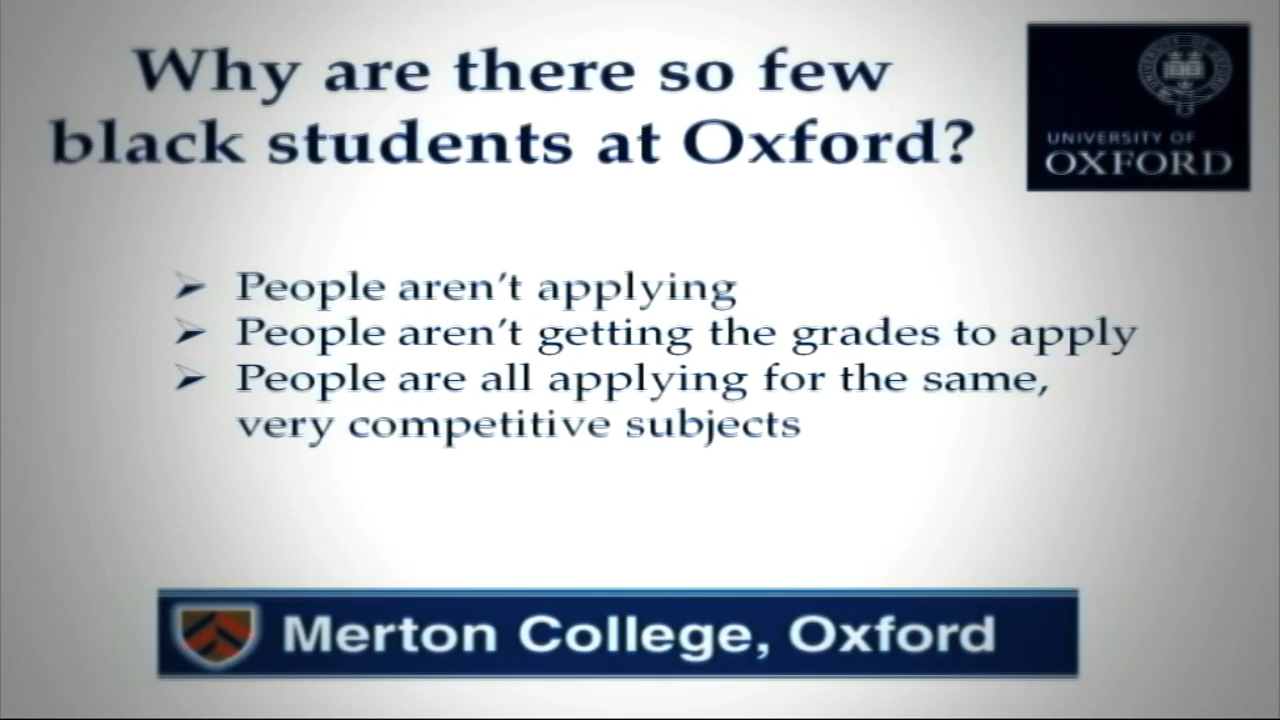 Why are there so few
black students at Oxford?
UNIVERSITY OF
OXFORD
➢ People aren't applying
➢ People aren't getting the grades to apply
➢ People are all applying for the same,
very competitive subjects
Merton College, Oxford